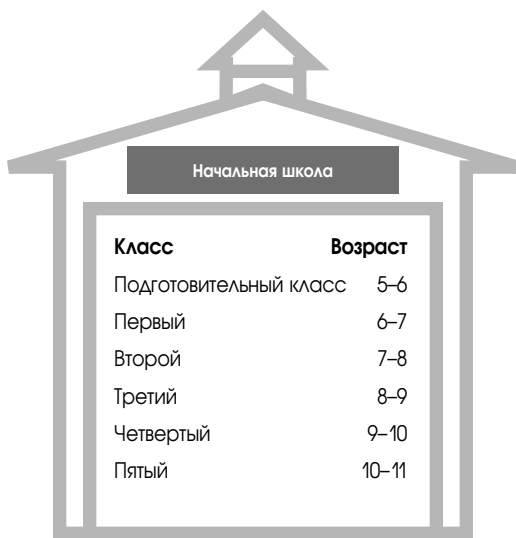 Начальная школа
Класс Возраст
Подготовительный класс 5–6
Первый 6–7
Второй 7–8
Третий 8–9
Четвертый 9–10
Пятый 10–11